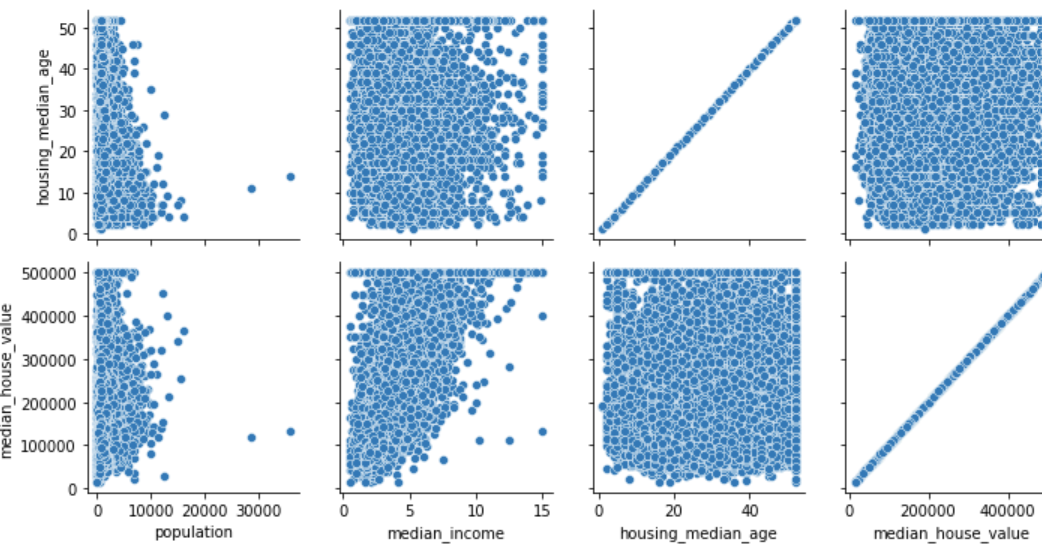 housing_median_age
50
40
30
20
10
0
median_house_value
500000
400000
300000
200000
100000
0
0 10000 20000 30000
population
0 5 10 15
median_income
0 20 40
housing_median_age
0 200000 400000
median_house_value